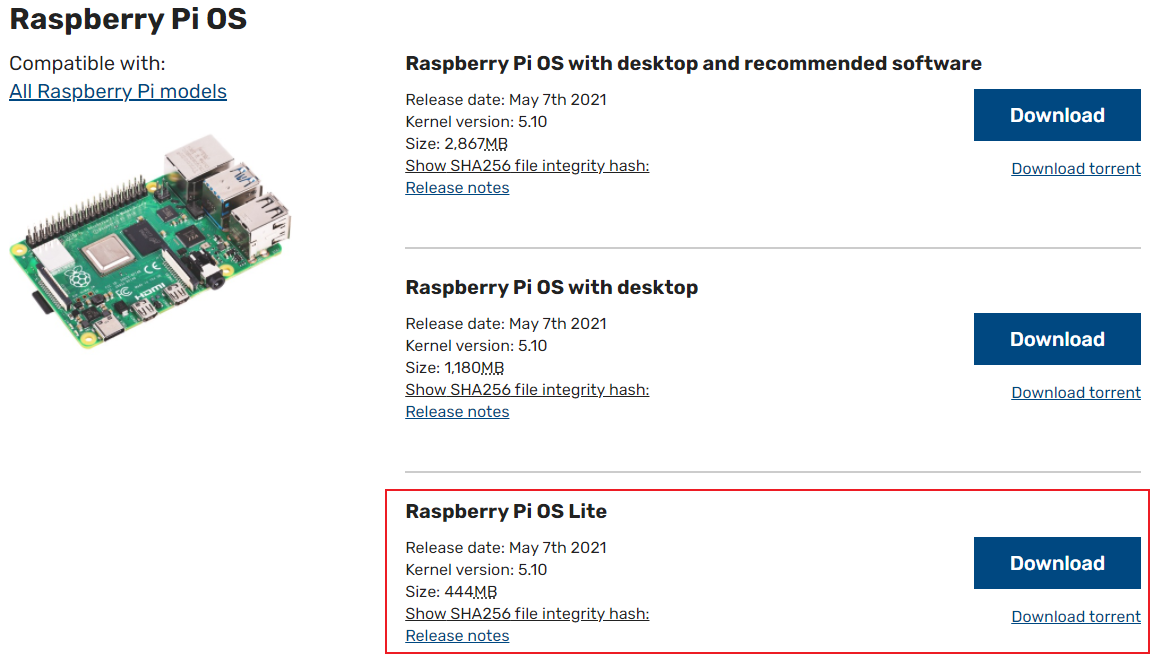 Raspberry Pi OS
Compatible with:
All Raspberry Pi models
HDMI
Raspberry Pi OS with desktop and recommended software
Release date: May 7th 2021
Kernel version: 5.10
Size: 2,867MB
Show SHA256 file integrity hash:
Release notes
Download
Download torrent
Raspberry Pi OS with desktop
Release date: May 7th 2021
Kernel version: 5.10
Size: 1,180MB
Show SHA256 file integrity hash:
Release notes
Download
Download torrent
Raspberry Pi OS Lite
Release date: May 7th 2021
Kernel version: 5.10
Size: 444MB
Show SHA256 file integrity hash:
Release notes
Download
Download torrent